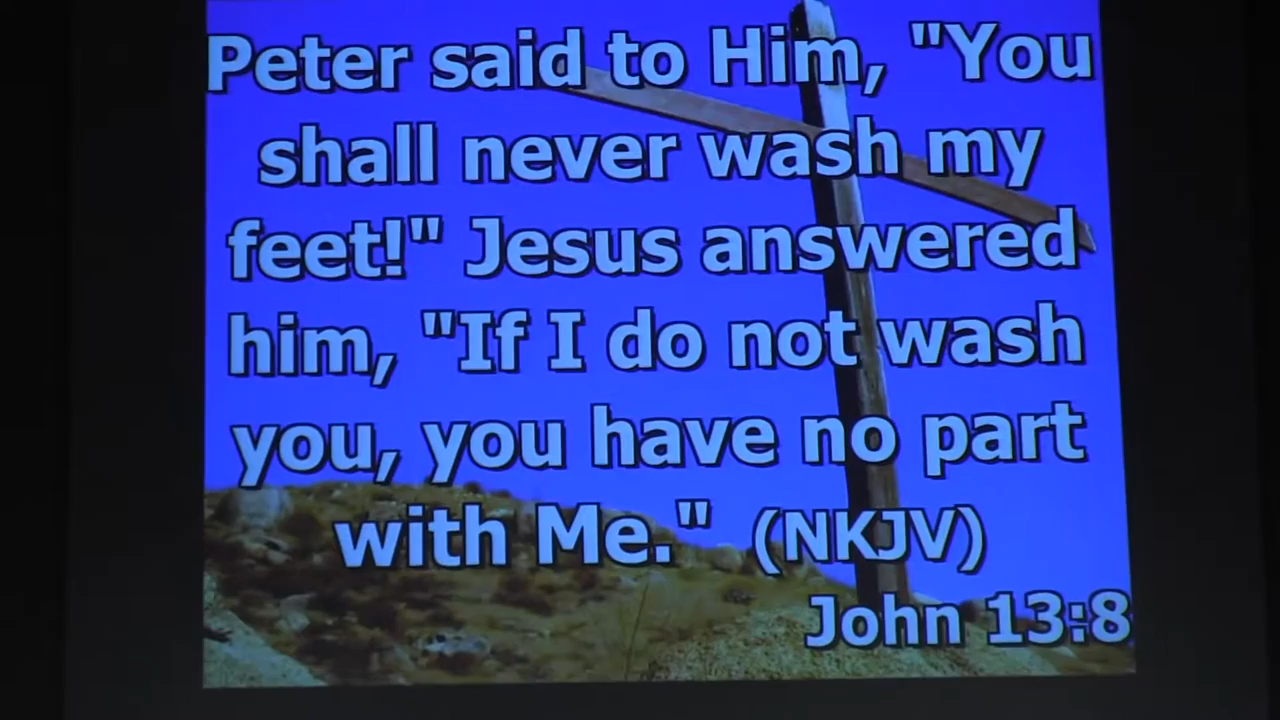 Peter said to Him, "You
shall never wash my
feet!" Jesus answered
him, "If I do not wash
you, you have no part
with Me." (NKJV)
John 13:8